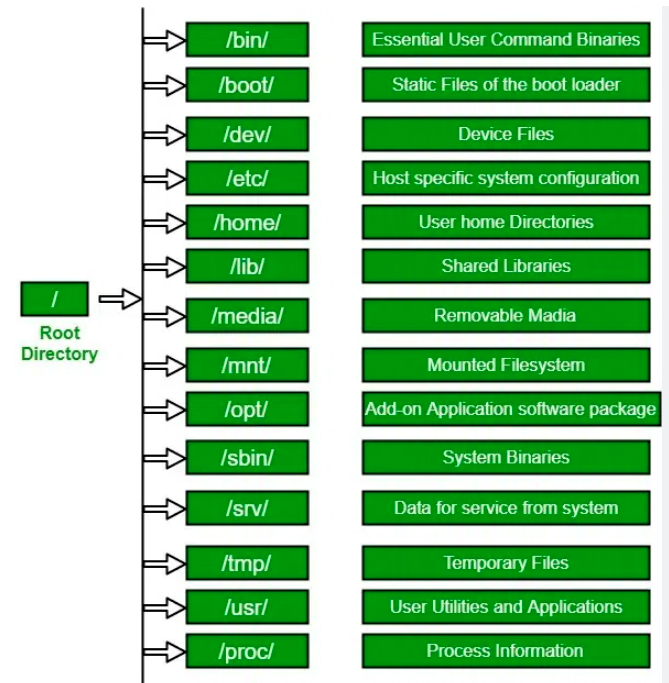 /bin/ Essential User Command Binaries
/boot/ Static Files of the boot loader
/dev/ Device Files
/etc/ Host specific system configuration
/home/ User home Directories
/lib/ Shared Libraries
/
Root
Directory
/media/ Removable Madia
/mnt/ Mounted Filesystem
/opt/ Add-on Application software package
/sbin/ System Binaries
/srv/ Data for service from system
/tmp/ Temporary Files
/usr/ User Utilities and Applications
/proc/ Process Information